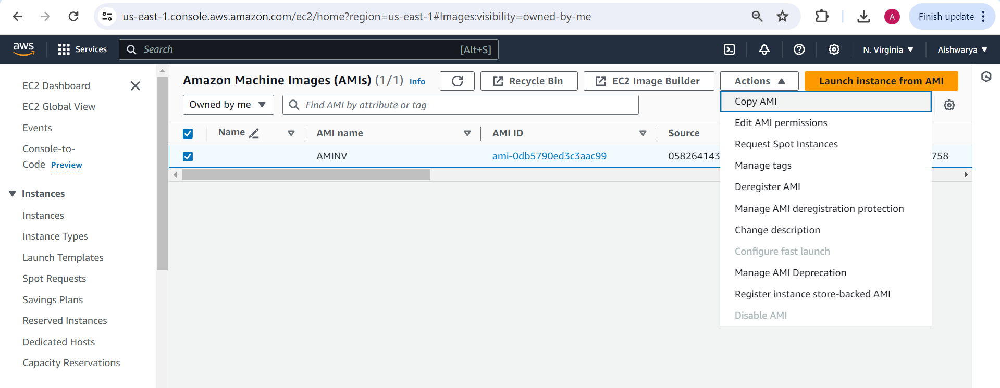 us-east-1.console.aws.amazon.com/ec2/home?region=us-east-1#Images:visibility=owned-by-me
A
Finish update
aws
Services
Search
[Alt+S]
N. Virginia
Aishwarya
EC2 Dashboard
EC2 Global View
Events
Console-to-
Code Preview
Instances
Instances
Instance Types
Launch Templates
Spot Requests
Savings Plans
Reserved Instances
Dedicated Hosts
Capacity Reservations
Amazon Machine Images (AMIs) (1/1) Info
Recycle Bin
EC2 Image Builder
Actions
Launch instance from AMI
Owned by me
Find AMI by attribute or tag
Name
AMI name
AMI ID
Source
AMINV
ami-0db5790ed3c3aac99
058264143
758
Copy AMI
Edit AMI permissions
Request Spot Instances
Manage tags
Deregister AMI
Manage AMI deregistration protection
Change description
Configure fast launch
Manage AMI Deprecation
Register instance store-backed AMI
Disable AMI